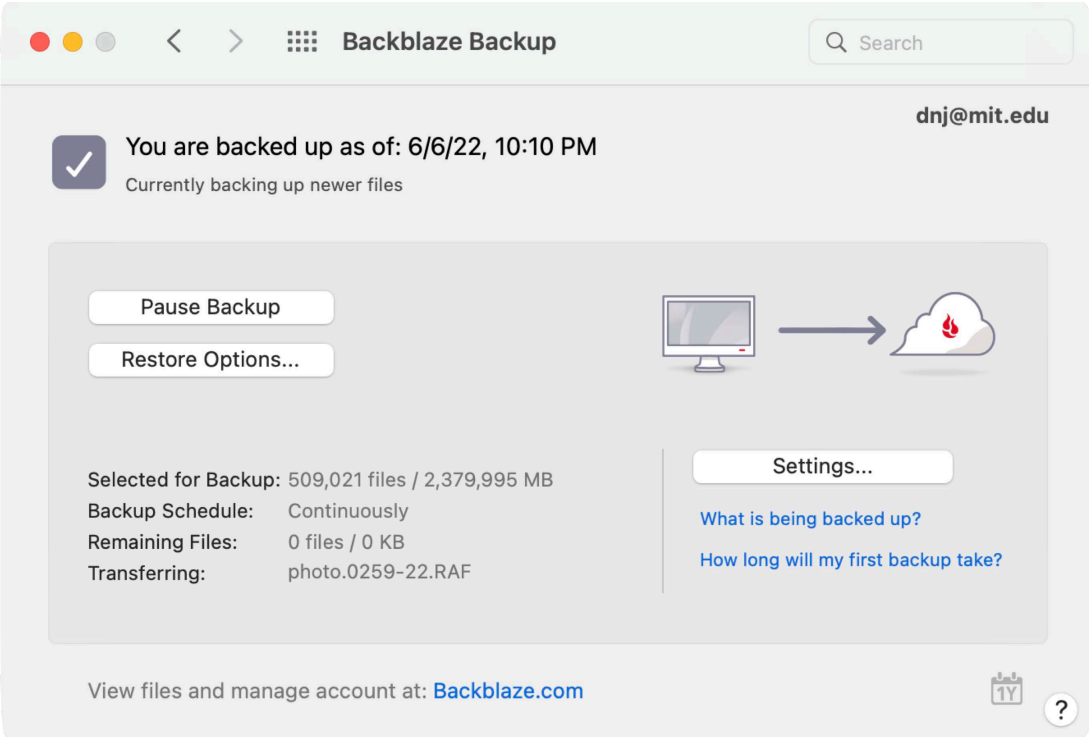 Backblaze Backup
Search
dnj@mit.edu
You are backed up as of: 6/6/22, 10:10 PM
Currently backing up newer files
Pause Backup
Restore Options...
Selected for Backup: 509,021 files / 2,379,995 MB
Backup Schedule: Continuously
Remaining Files: 0 files / 0 KB
Transferring: photo.0259-22.RAF
Settings...
What is being backed up?
How long will my first backup take?
View files and manage account at: Backblaze.com
1Y
?